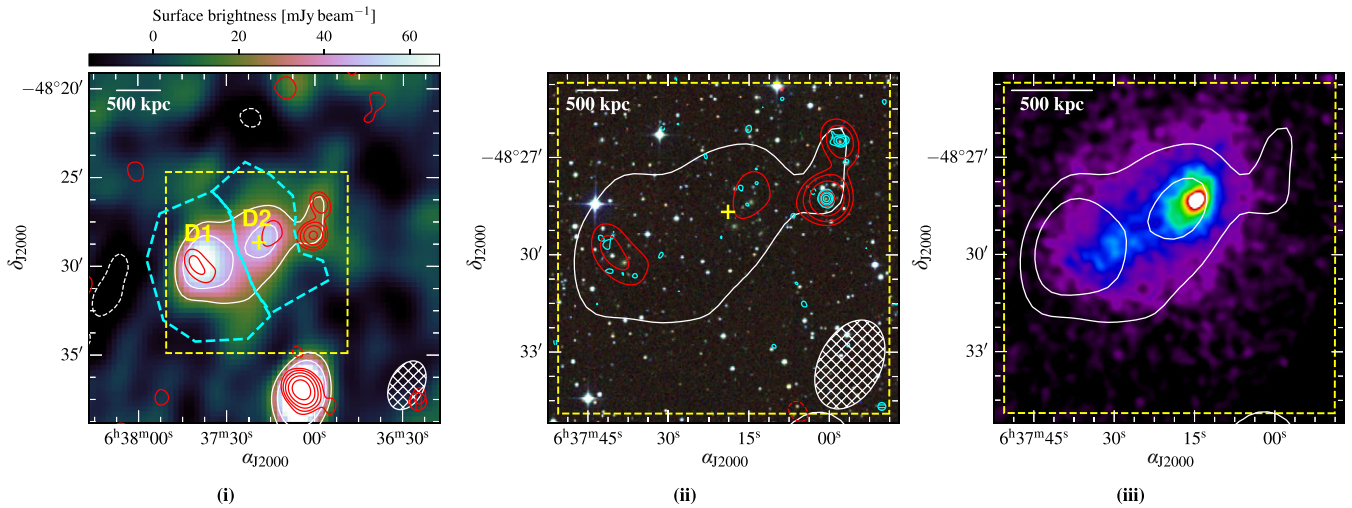 Surface brightness [mJy beam⁻¹]
0 20 40 60
−48°20′
25′
30′
35′
δJ2000
500 kpc
D1
D2
6ʰ38ᵐ00ˢ 37ᵐ30ˢ 00ˢ 36ᵐ30ˢ
αJ2000
(i)
500 kpc
−48°27′
30′
33′
δJ2000
6ʰ37ᵐ45ˢ 30ˢ 15ˢ 00ˢ
αJ2000
(ii)
500 kpc
−48°27′
30′
33′
δJ2000
6ʰ37ᵐ45ˢ 30ˢ 15ˢ 00ˢ
αJ2000
(iii)